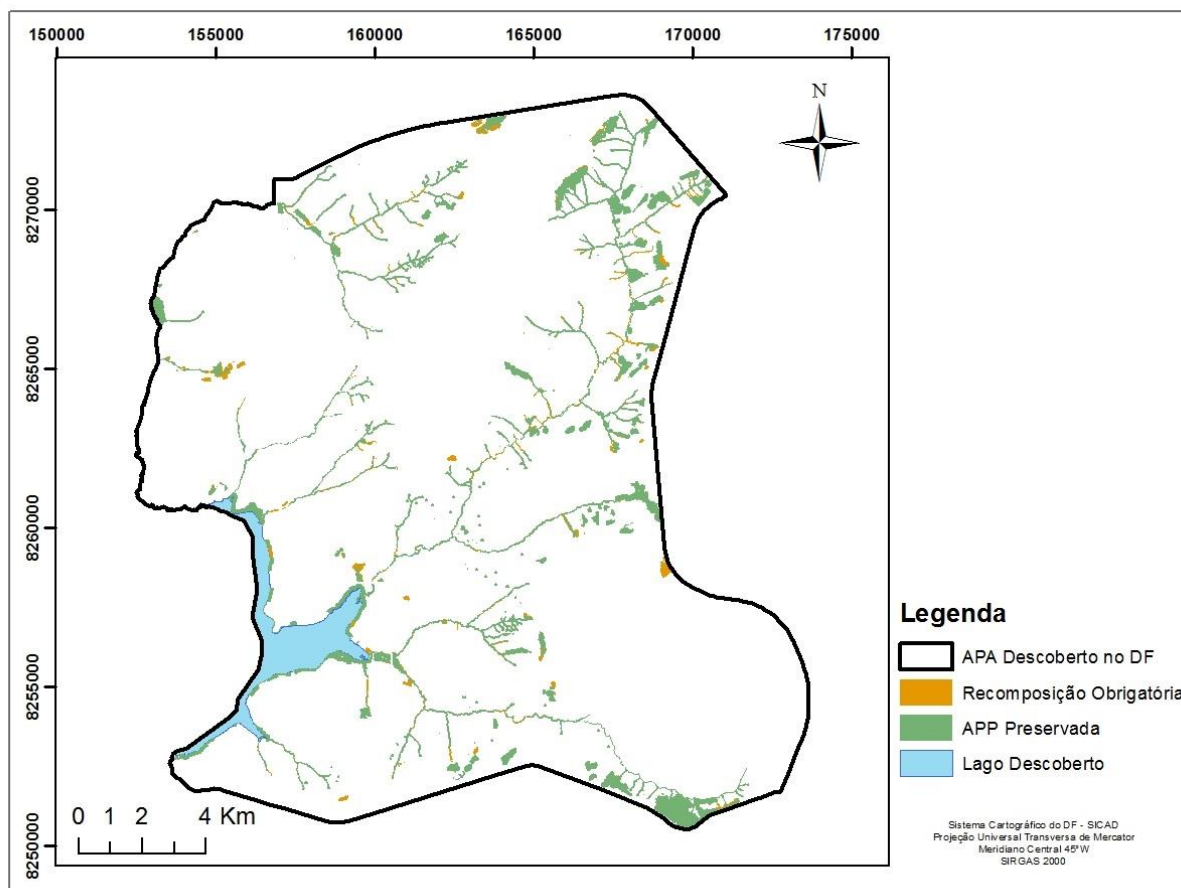 150000 155000 160000 165000 170000 175000
N
8270000
8265000
8260000
8255000
8250000
0 1 2 4 Km
Legenda
APA Descoberto no DF
Recomposição Obrigatória
APP Preservada
Lago Descoberto
Sistema Cartográfico do DF - SICAD
Projeção Universal Transversa de Mercator
Meridiano Central 45°W
SIRGAS 2000